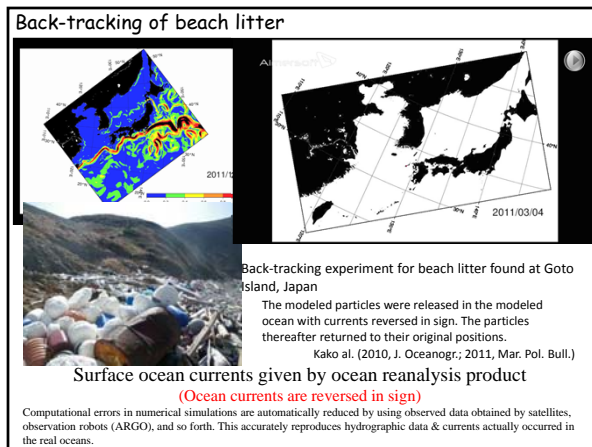 Back-tracking of beach litter
2011/1
2011/03/04
Back-tracking experiment for beach litter found at Goto
Island, Japan
The modeled particles were released in the modeled
ocean with currents reversed in sign. The particles
thereafter returned to their original positions.
Kako al. (2010, J. Oceanogr.; 2011, Mar. Pol. Bull.)
Surface ocean currents given by ocean reanalysis product
(Ocean currents are reversed in sign)
Computational errors in numerical simulations are automatically reduced by using observed data obtained by satellites,
observation robots (ARGO), and so forth. This accurately reproduces hydrographic data & currents actually occurred in
the real oceans.